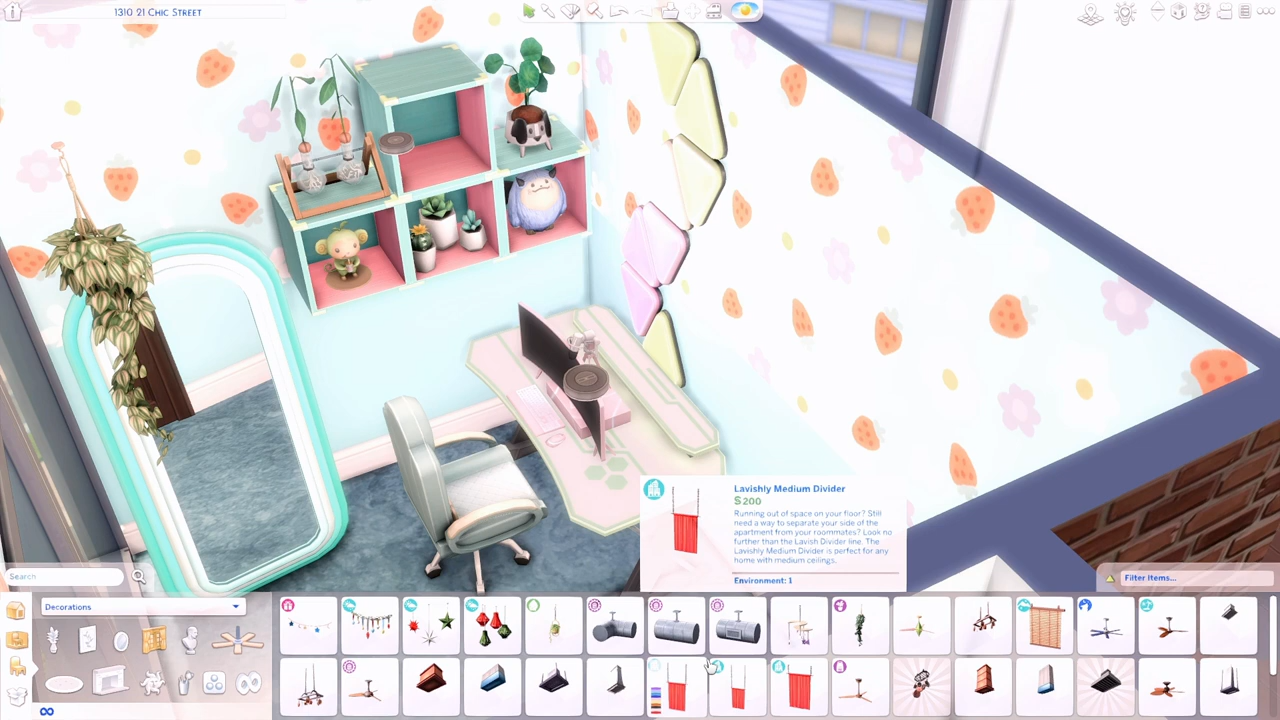 1310 21 CHIC STREET
Lavishly Medium Divider
§200
Running out of space on your floor? Still
need a way to separate your side of the
apartment from your roommates? Look no
further than the Lavish Divider line. The
Lavishly Medium Divider is perfect for any
home with medium ceilings.
Environment: 1
Search
Filter Items...
Decorations